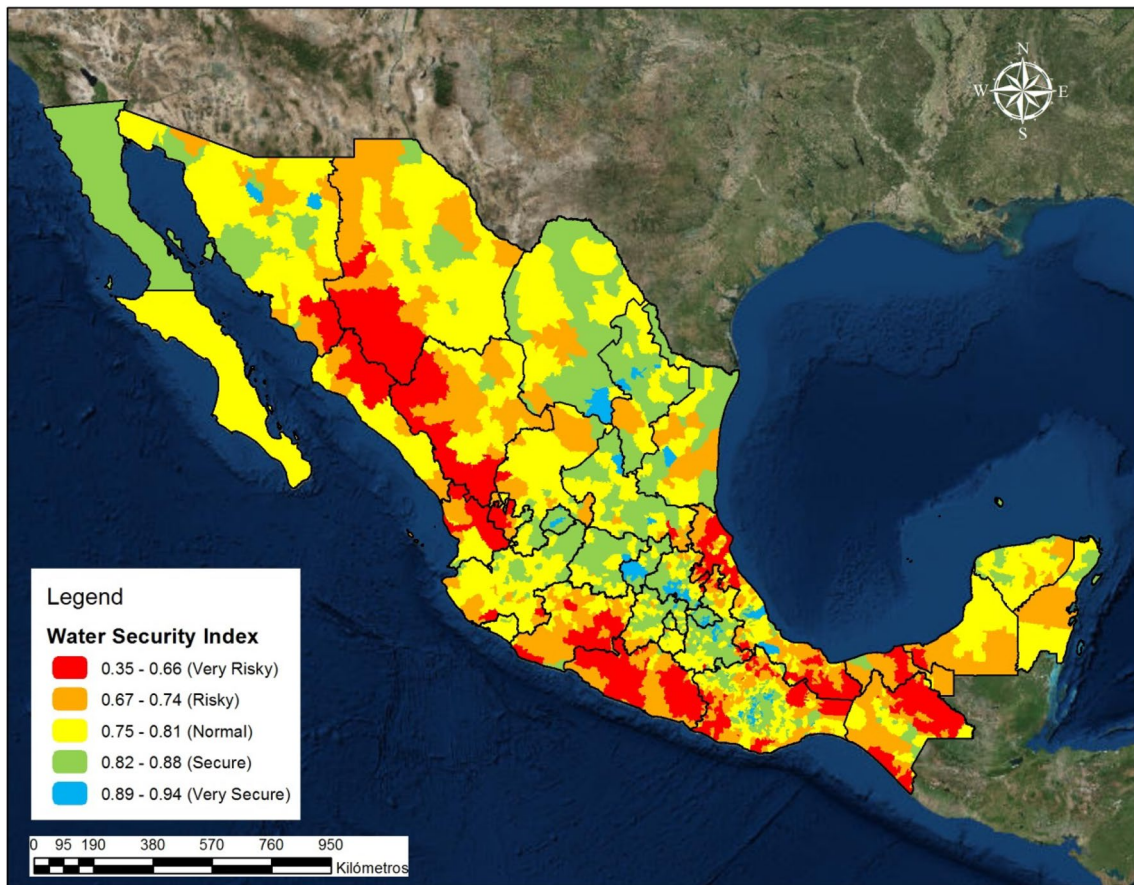 N
W E
S
Legend
Water Security Index
0.35 - 0.66 (Very Risky)
0.67 - 0.74 (Risky)
0.75 - 0.81 (Normal)
0.82 - 0.88 (Secure)
0.89 - 0.94 (Very Secure)
0 95 190 380 570 760 950
Kilómetros